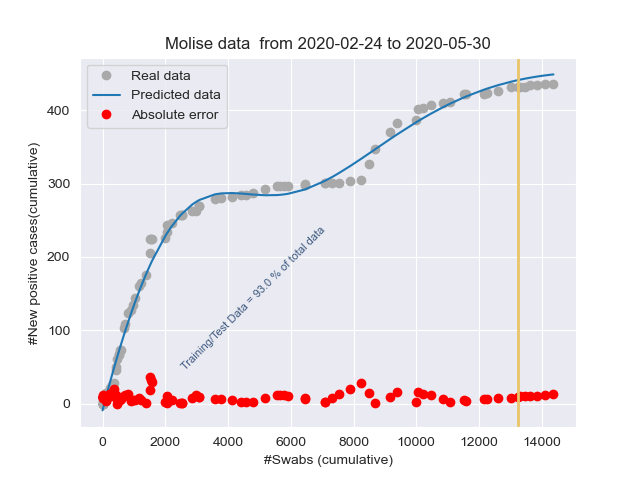 Molise data  from 2020-02-24 to 2020-05-30
Real data
Predicted data
Absolute error
#New positive cases(cumulative)
400
300
200
100
0
Training/Test Data = 93.0 % of total data
0 2000 4000 6000 8000 10000 12000 14000
#Swabs (cumulative)